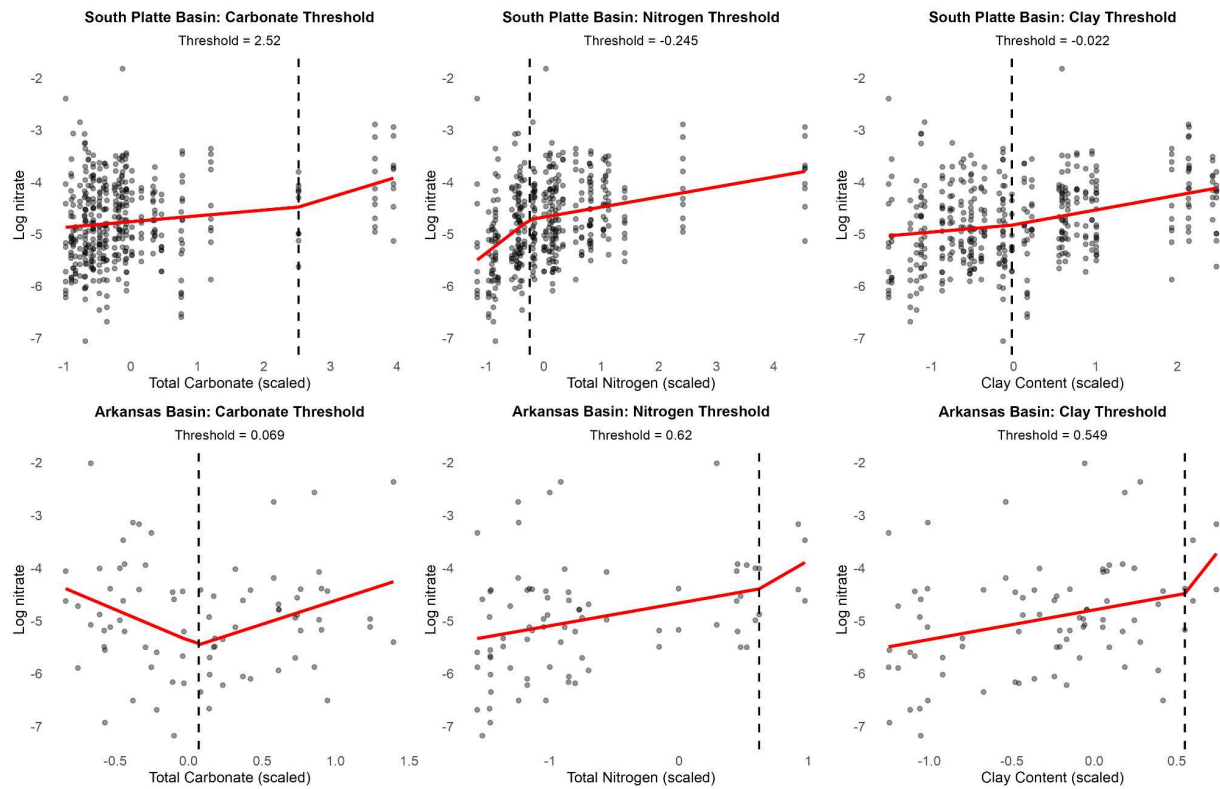 South Platte Basin: Carbonate Threshold
Threshold = 2.52
Log nitrate
-2
-3
-4
-5
-6
-7
-1 0 1 2 3 4
Total Carbonate (scaled)
South Platte Basin: Nitrogen Threshold
Threshold = -0.245
Log nitrate
-2
-3
-4
-5
-6
-7
-1 0 1 2 3 4
Total Nitrogen (scaled)
South Platte Basin: Clay Threshold
Threshold = -0.022
Log nitrate
-2
-3
-4
-5
-6
-7
-1 0 1 2
Clay Content (scaled)
Arkansas Basin: Carbonate Threshold
Threshold = 0.069
Log nitrate
-2
-3
-4
-5
-6
-7
-0.5 0.0 0.5 1.0 1.5
Total Carbonate (scaled)
Arkansas Basin: Nitrogen Threshold
Threshold = 0.62
Log nitrate
-2
-3
-4
-5
-6
-7
-1 0 1
Total Nitrogen (scaled)
Arkansas Basin: Clay Threshold
Threshold = 0.549
Log nitrate
-2
-3
-4
-5
-6
-7
-1.0 -0.5 0.0 0.5
Clay Content (scaled)